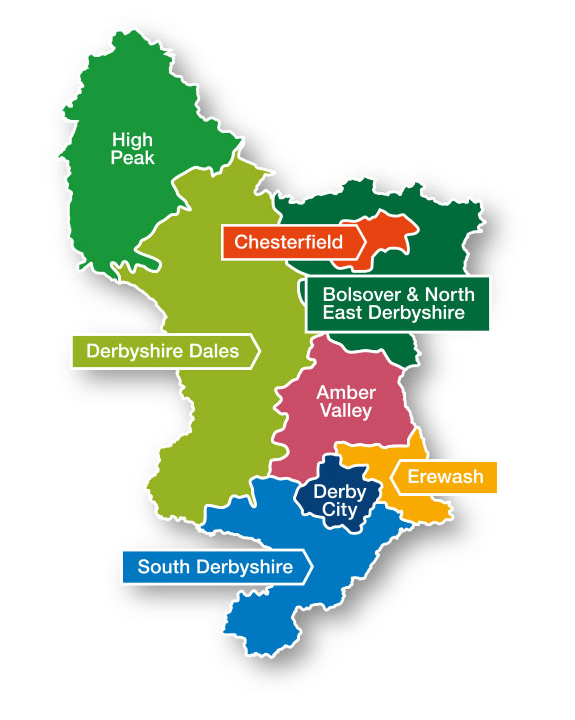 High
Peak
Chesterfield
Bolsover & North
East Derbyshire
Derbyshire Dales
Amber
Valley
Erewash
Derby
City
South Derbyshire